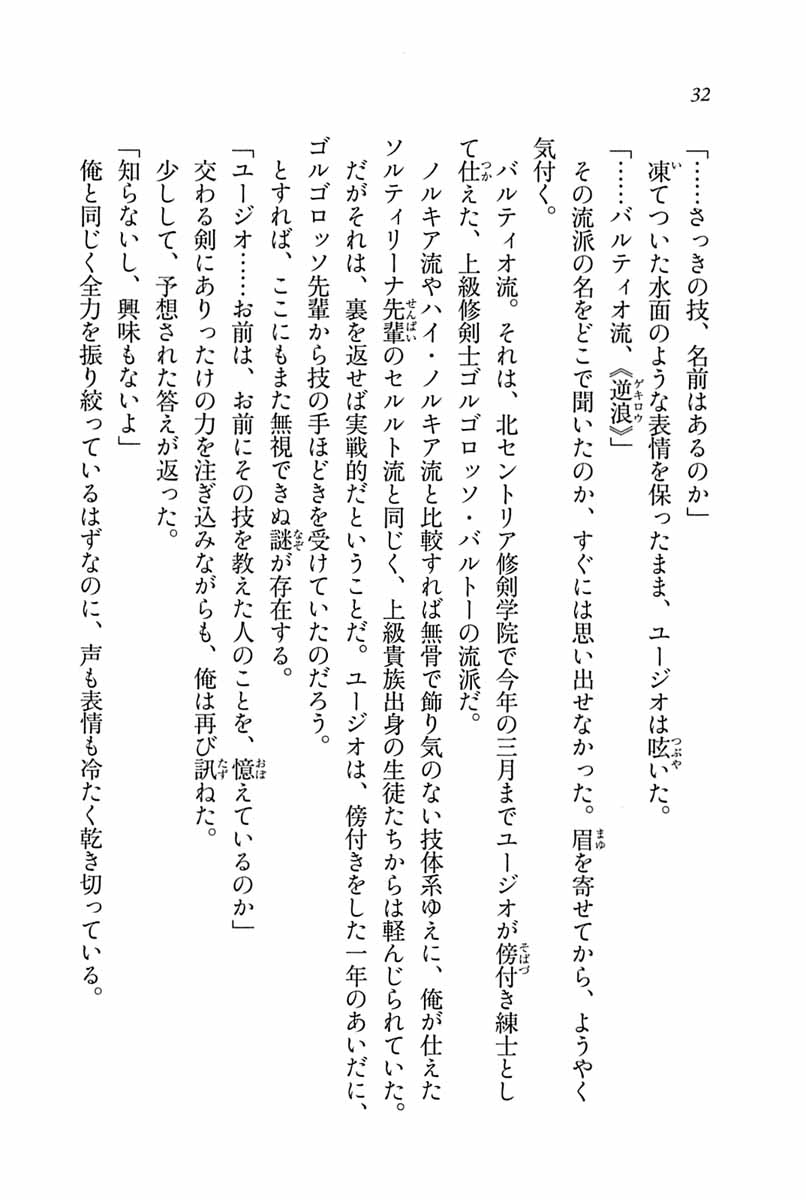 32
「……さっきの技、名前はあるのか」
凍てついた水面のような表情を保ったまま、ユージオは呟いた。
「……バルティオ流、《逆浪》」
その流派の名をどこで聞いたのか、すぐには思い出せなかった。眉を寄せてから、ようやく
気付く。
バルティオ流。それは、北セントリア修剣学院で今年の三月までユージオが傍付き練士とし
て仕えた、上級修剣士ゴルゴロッソ・バルトーの流派だ。
ノルキア流やハイ・ノルキア流と比較すれば無骨で飾り気のない技体系ゆえに、俺が仕えた
ソルティリーナ先輩のセルルト流と同じく、上級貴族出身の生徒たちからは軽んじられていた。
だがそれは、裏を返せば実戦的だということだ。ユージオは、傍付きをした一年のあいだに、
ゴルゴロッソ先輩から技の手ほどきを受けていたのだろう。
とすれば、ここにもまた無視できぬ謎が存在する。
「ユージオ……お前は、お前にその技を教えた人のことを、憶えているのか」
交わる剣にありったけの力を注ぎ込みながらも、俺は再び訊ねた。
少しして、予想された答えが返った。
「知らないし、興味もないよ」
俺と同じく全力を振り絞っているはずなのに、声も表情も冷たく乾き切っている。